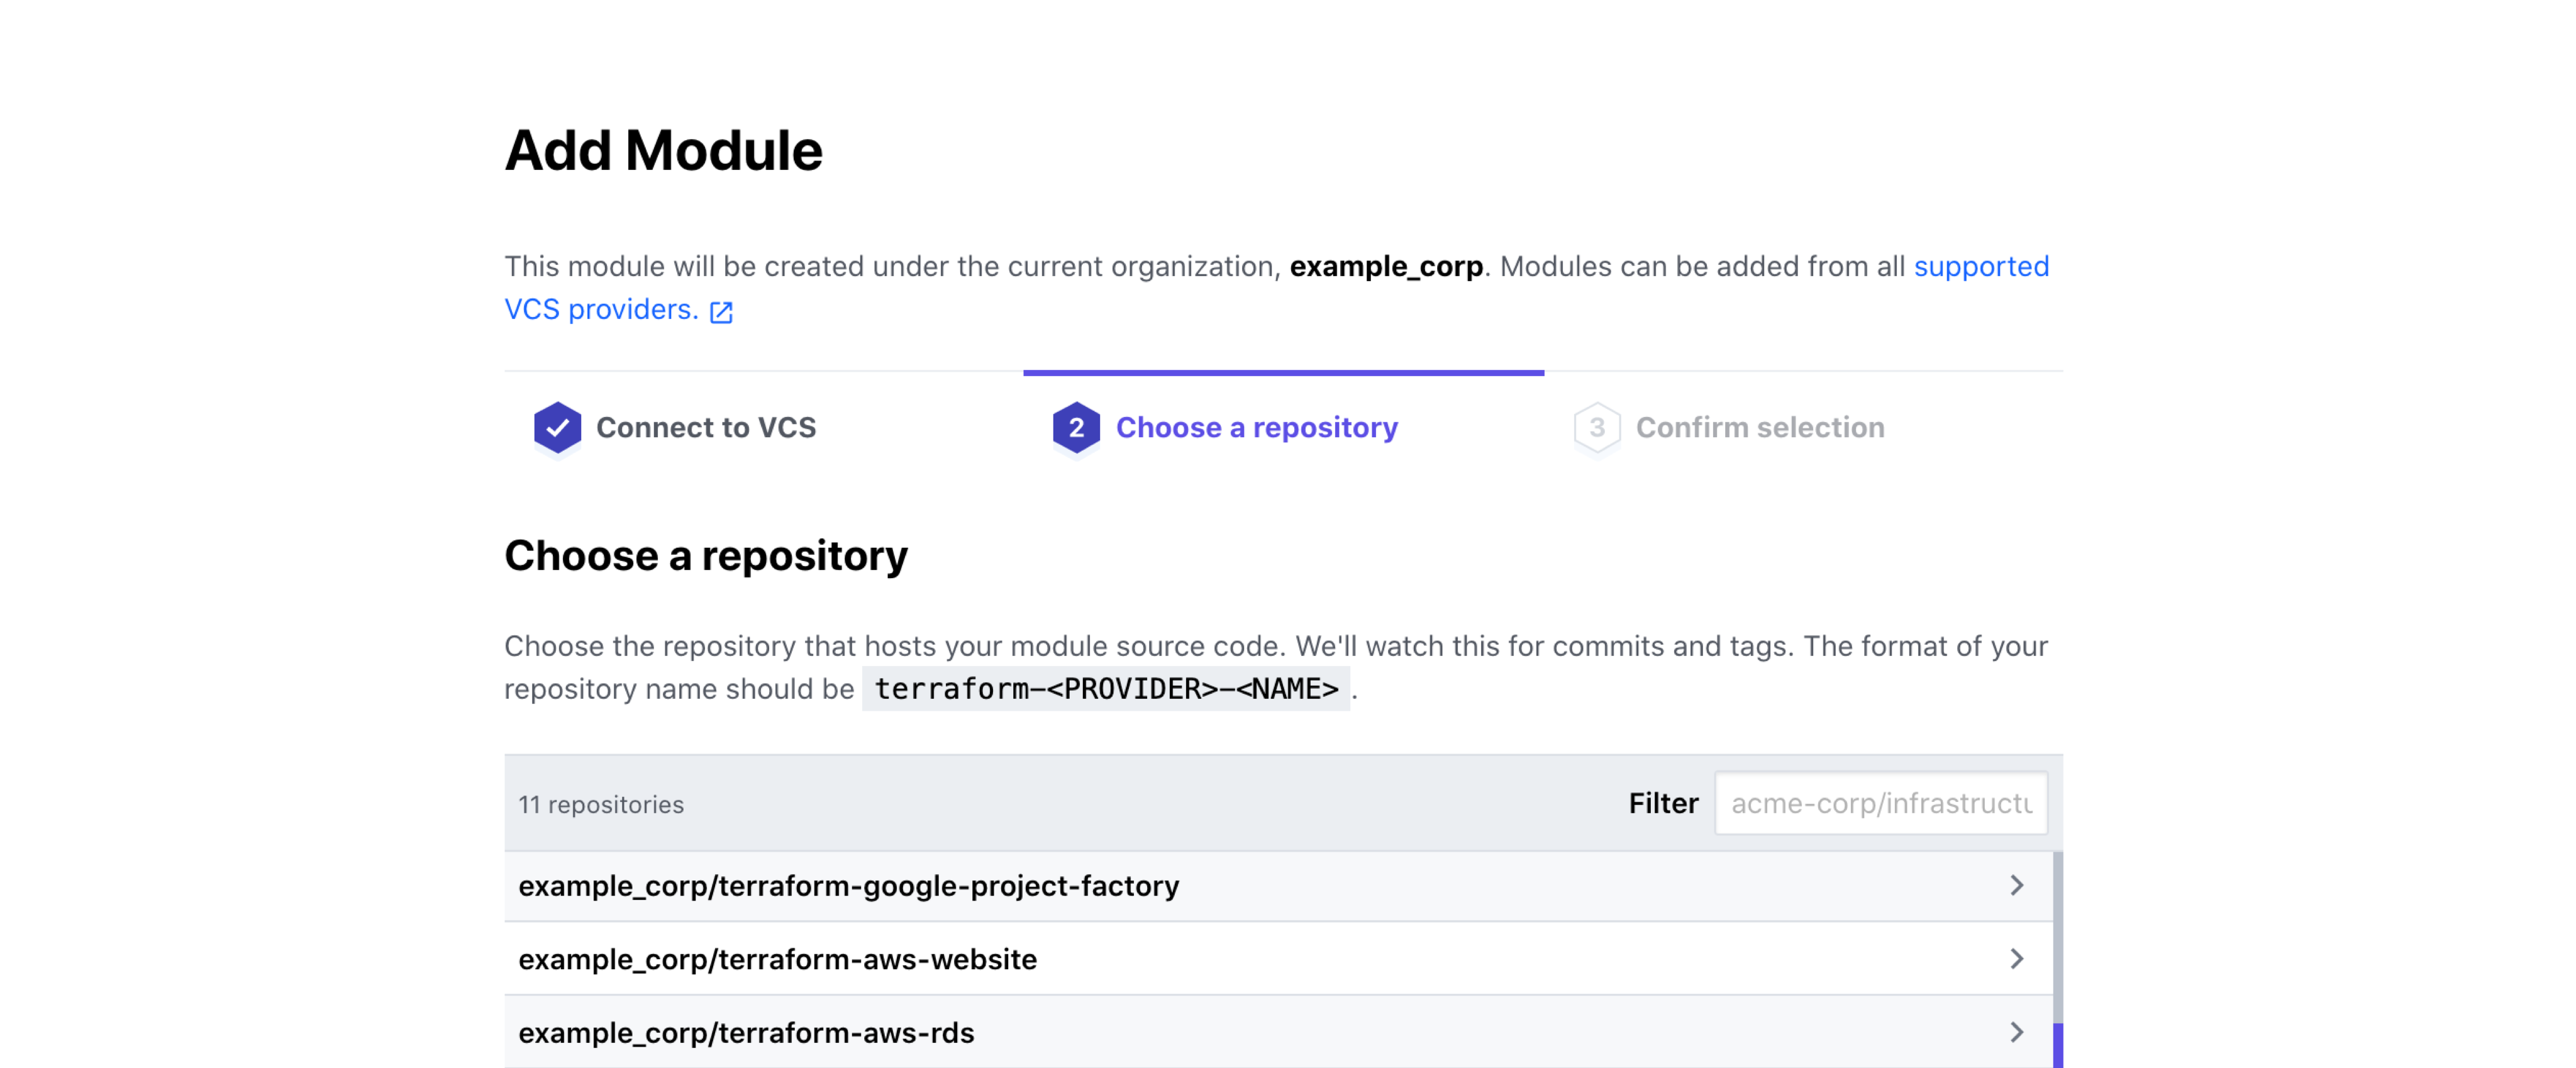 Add Module
This module will be created under the current organization, example_corp. Modules can be added from all supported
VCS providers.
Connect to VCS
2 Choose a repository
3 Confirm selection
Choose a repository
Choose the repository that hosts your module source code. We'll watch this for commits and tags. The format of your
repository name should be terraform-<PROVIDER>-<NAME>.
11 repositories
Filter
acme-corp/infrastructu
example_corp/terraform-google-project-factory
example_corp/terraform-aws-website
example_corp/terraform-aws-rds